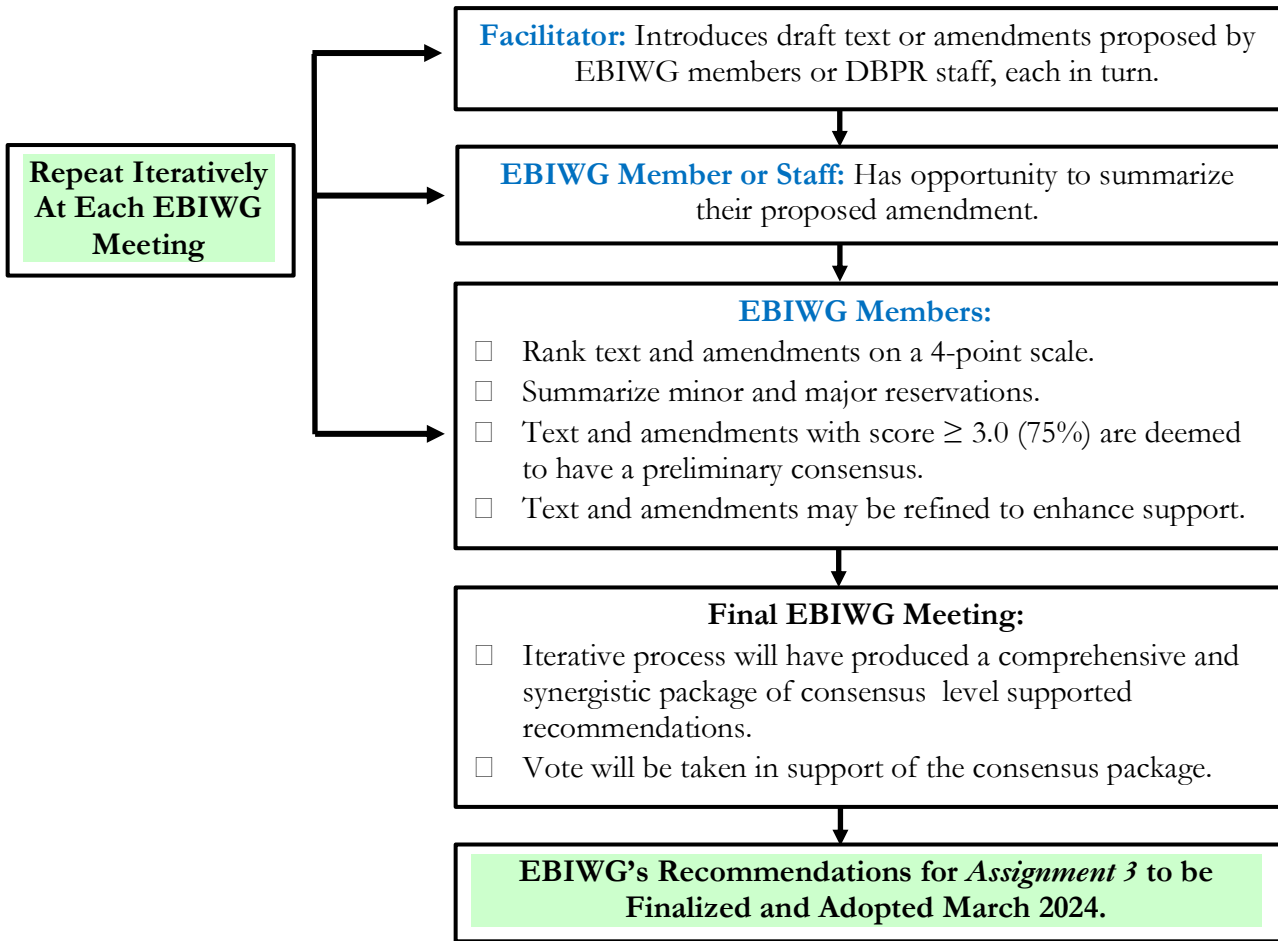 Facilitator: Introduces draft text or amendments proposed by
EBIWG members or DBPR staff, each in turn.
Repeat Iteratively
At Each EBIWG
Meeting
EBIWG Member or Staff: Has opportunity to summarize
their proposed amendment.
EBIWG Members:
☐ Rank text and amendments on a 4-point scale.
☐ Summarize minor and major reservations.
☐ Text and amendments with score ≥ 3.0 (75%) are deemed
to have a preliminary consensus.
☐ Text and amendments may be refined to enhance support.
Final EBIWG Meeting:
☐ Iterative process will have produced a comprehensive and
synergistic package of consensus level supported
recommendations.
☐ Vote will be taken in support of the consensus package.
EBIWG’s Recommendations for Assignment 3 to be
Finalized and Adopted March 2024.